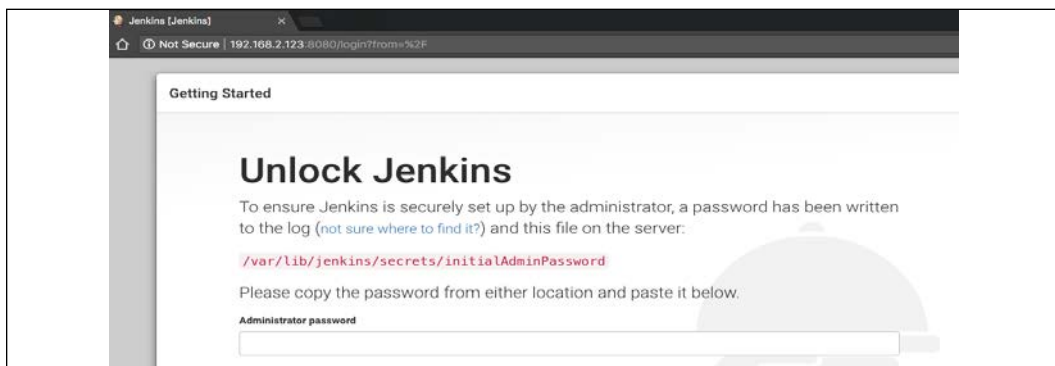 Jenkins [Jenkins]
Not Secure | 192.168.2.123:8080/login?from=%2F
Getting Started
Unlock Jenkins
To ensure Jenkins is securely set up by the administrator, a password has been written
to the log (not sure where to find it?) and this file on the server:
/var/lib/jenkins/secrets/initialAdminPassword
Please copy the password from either location and paste it below.
Administrator password